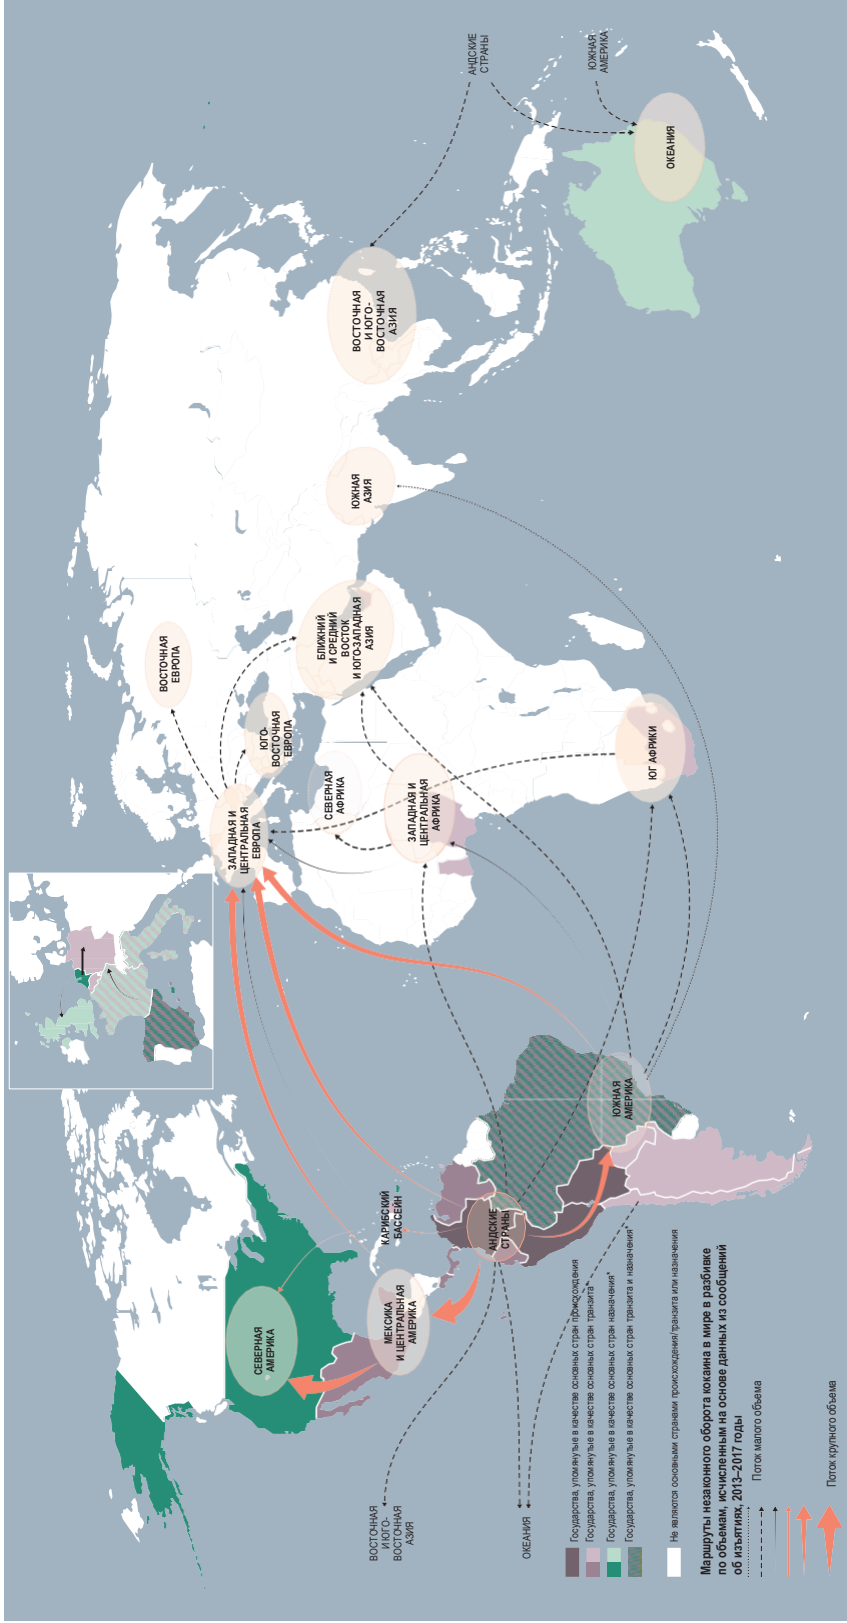 СЕВЕРНАЯ
АМЕРИКА
МЕКСИКА
И ЦЕНТРАЛЬНАЯ
АМЕРИКА
КАРИБСКИЙ
БАССЕЙН
АНДСКИЕ
СТРАНЫ
ЮЖНАЯ
АМЕРИКА
ВОСТОЧНАЯ
И ЮГО-
ВОСТОЧНАЯ
АЗИЯ
ОКЕАНИЯ
ЗАПАДНАЯ И
ЦЕНТРАЛЬНАЯ
ЕВРОПА
ВОСТОЧНАЯ
ЕВРОПА
ЮГО-
ВОСТОЧНАЯ
ЕВРОПА
СЕВЕРНАЯ
АФРИКА
ЗАПАДНАЯ И
ЦЕНТРАЛЬНАЯ
АФРИКА
ЮГ АФРИКИ
БЛИЖНИЙ
И СРЕДНИЙ
ВОСТОК
И ЮГО-ЗАПАДНАЯ
АЗИЯ
ЮЖНАЯ
АЗИЯ
ВОСТОЧНАЯ
И ЮГО-
ВОСТОЧНАЯ
АЗИЯ
АНДСКИЕ
СТРАНЫ
ЮЖНАЯ
АМЕРИКА
ОКЕАНИЯ
Государства, упомянутые в качестве основных стран происхождения
Государства, упомянутые в качестве основных стран транзита*
Государства, упомянутые в качестве основных стран назначения*
Государства, упомянутые в качестве основных стран транзита и назначения*
Не являются основными странами происхождения/транзита или назначения
Маршруты незаконного оборота кокаина в мире в разбивке
по объемам, исчисленным на основе данных из сообщений
об изъятиях, 2013–2017 годы
Поток малого объема
Поток крупного объема